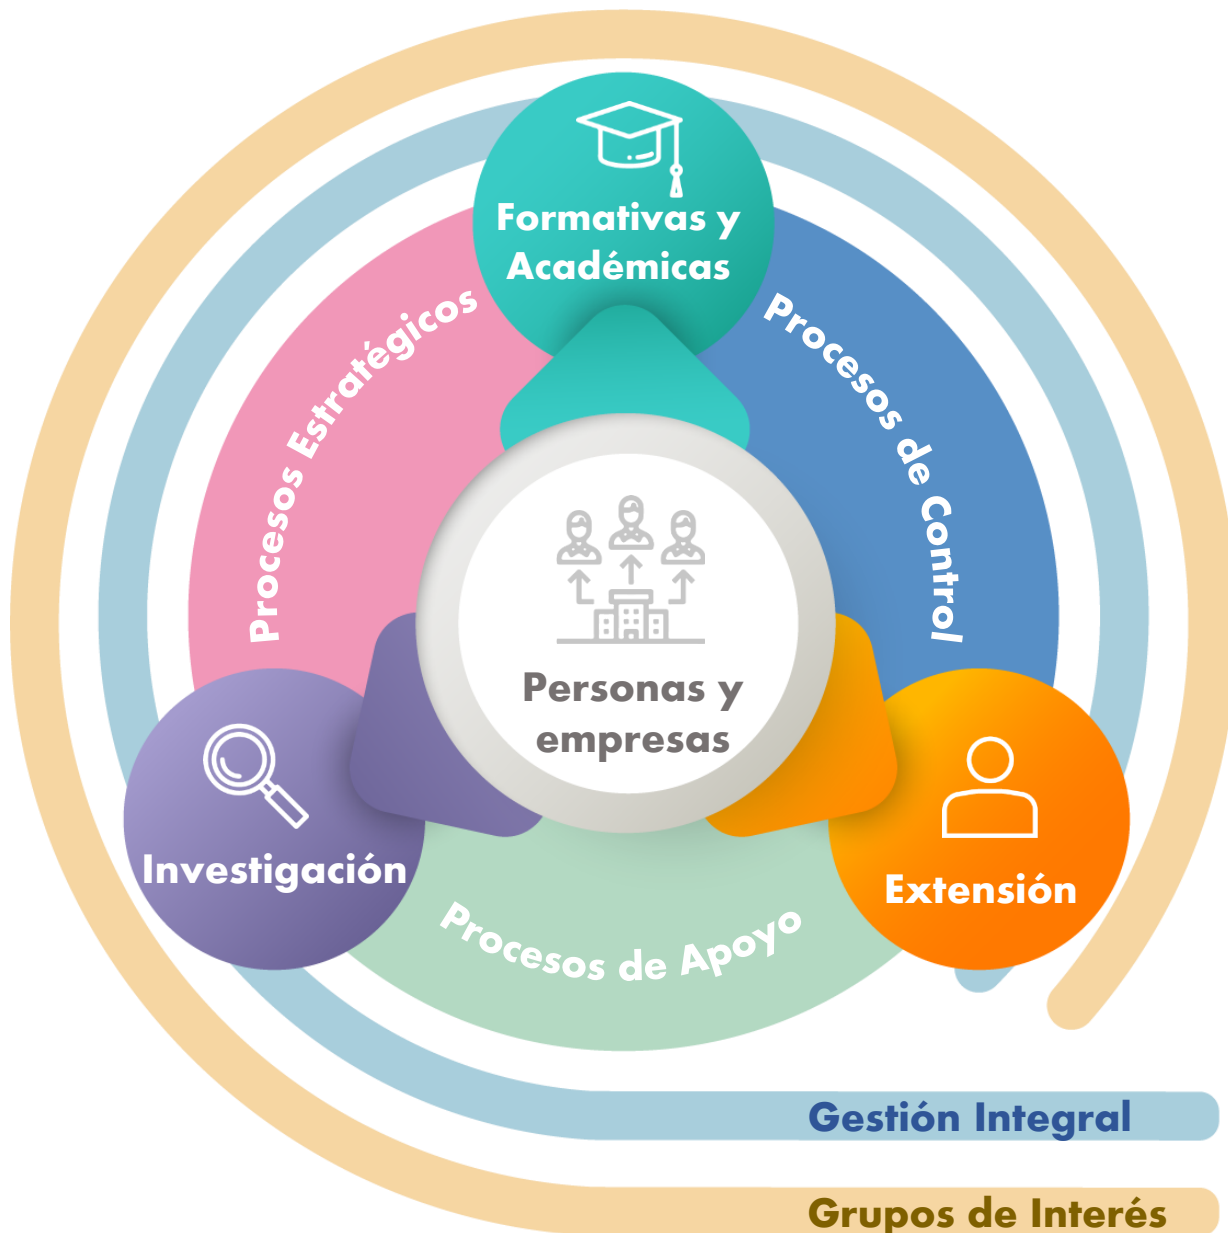 Formativas y
Académicas
Procesos Estratégicos
Procesos de Control
Personas y
empresas
Investigación
Extensión
Procesos de Apoyo
Gestión Integral
Grupos de Interés